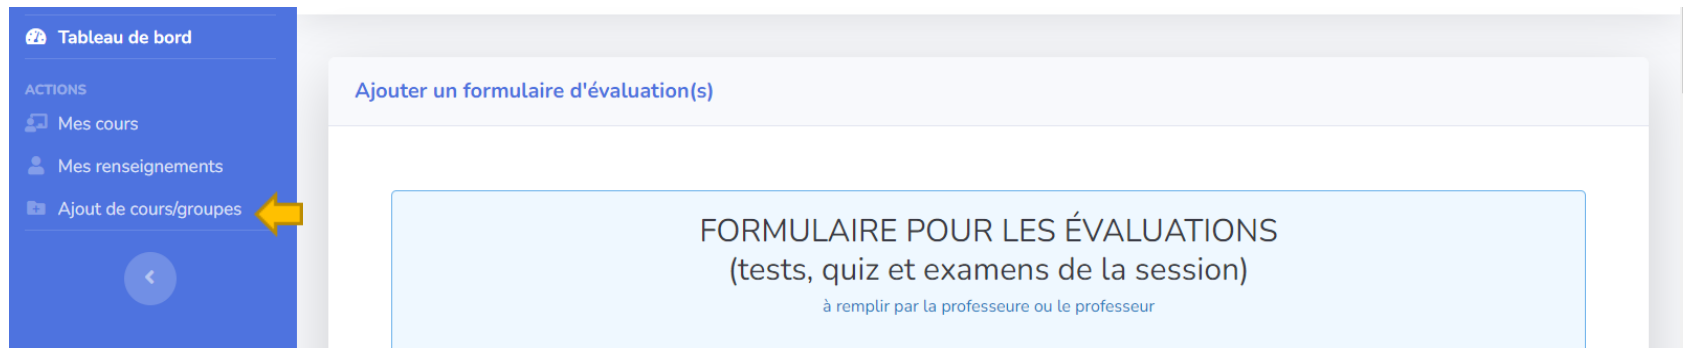 Tableau de bord
ACTIONS
Mes cours
Mes renseignements
Ajout de cours/groupes
Ajouter un formulaire d'évaluation(s)
FORMULAIRE POUR LES ÉVALUATIONS
(tests, quiz et examens de la session)
à remplir par la professeure ou le professeur